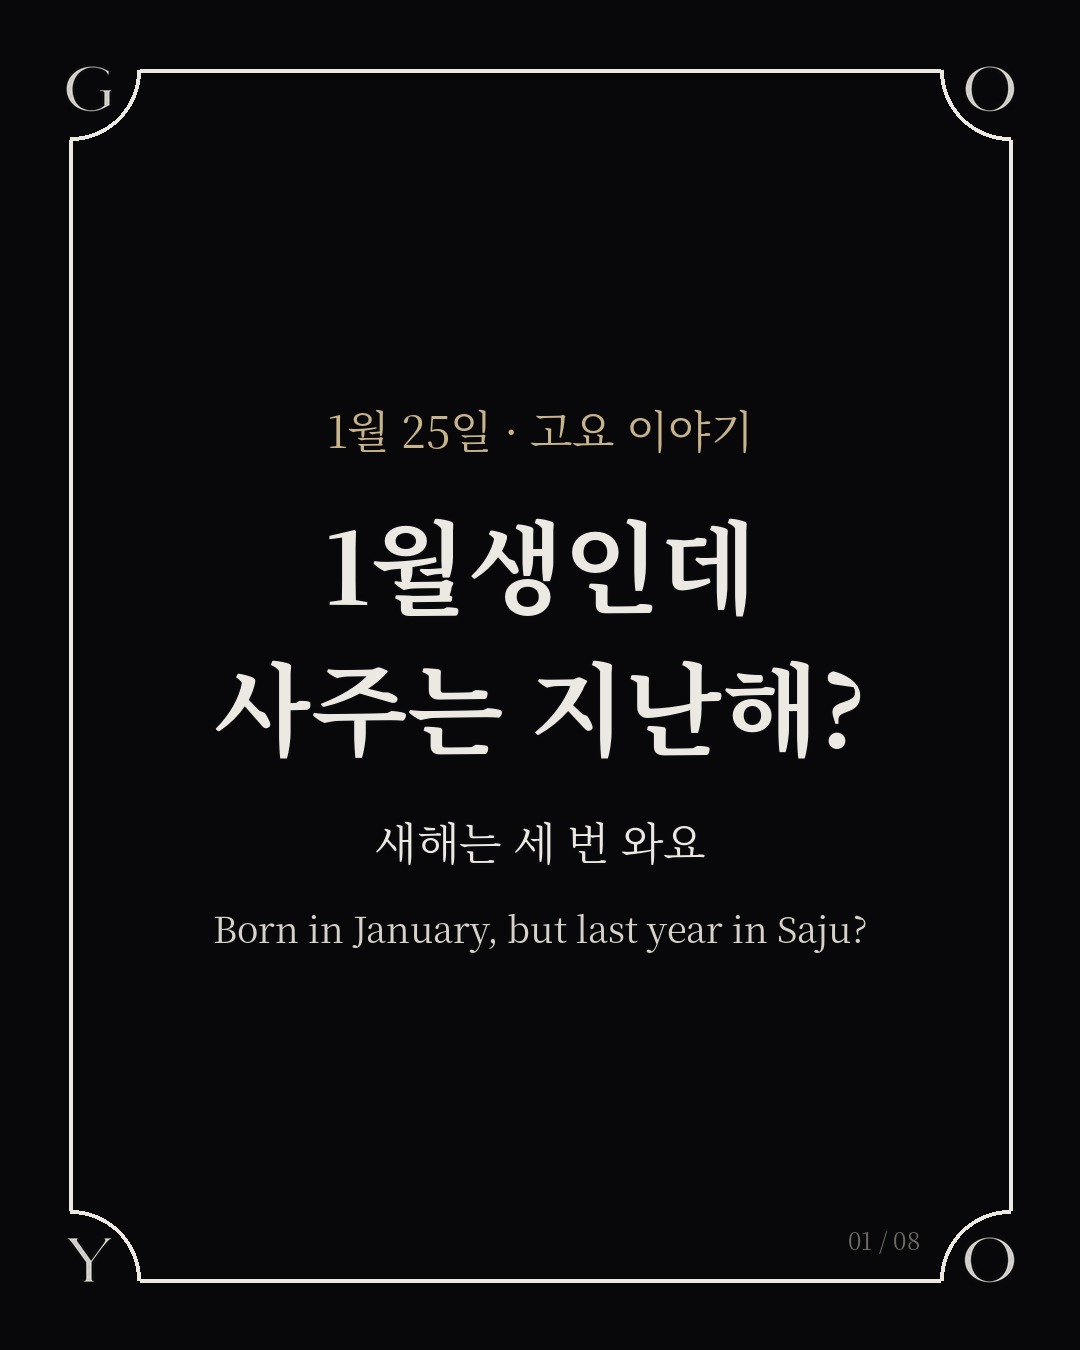 G O
1월 25일 · 고요 이야기
1월생인데
사주는 지난해?
새해는 세 번 와요
Born in January, but last year in Saju?
01 / 08
Y O